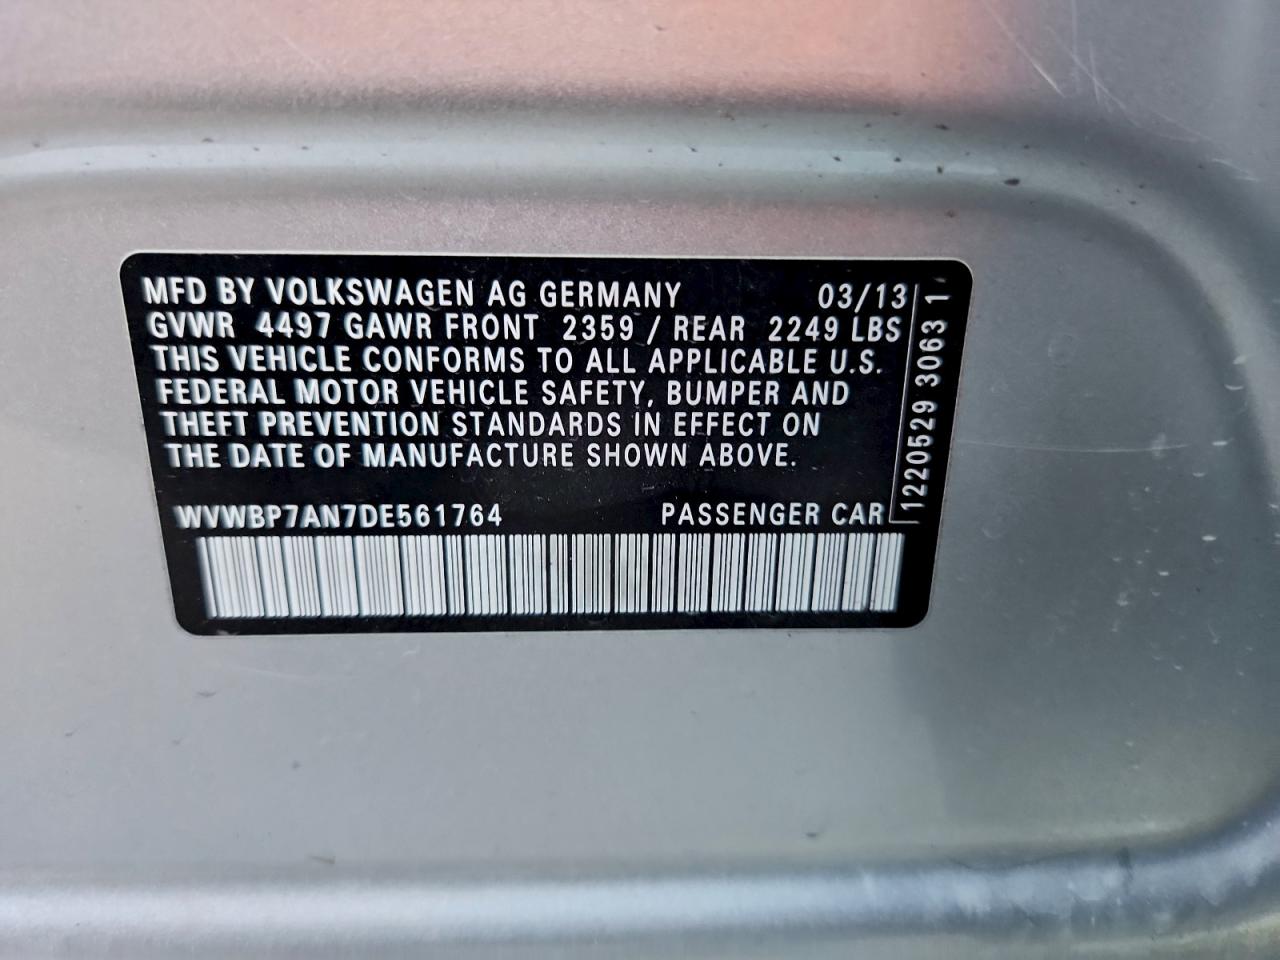 MFD BY VOLKSWAGEN AG GERMANY 03/13
GVWR 4497 GAWR FRONT 2359 / REAR 2249 LBS
THIS VEHICLE CONFORMS TO ALL APPLICABLE U.S.
FEDERAL MOTOR VEHICLE SAFETY, BUMPER AND
THEFT PREVENTION STANDARDS IN EFFECT ON
THE DATE OF MANUFACTURE SHOWN ABOVE.
WVWBP7AN7DE561764 PASSENGER CAR
1220529 3063 1